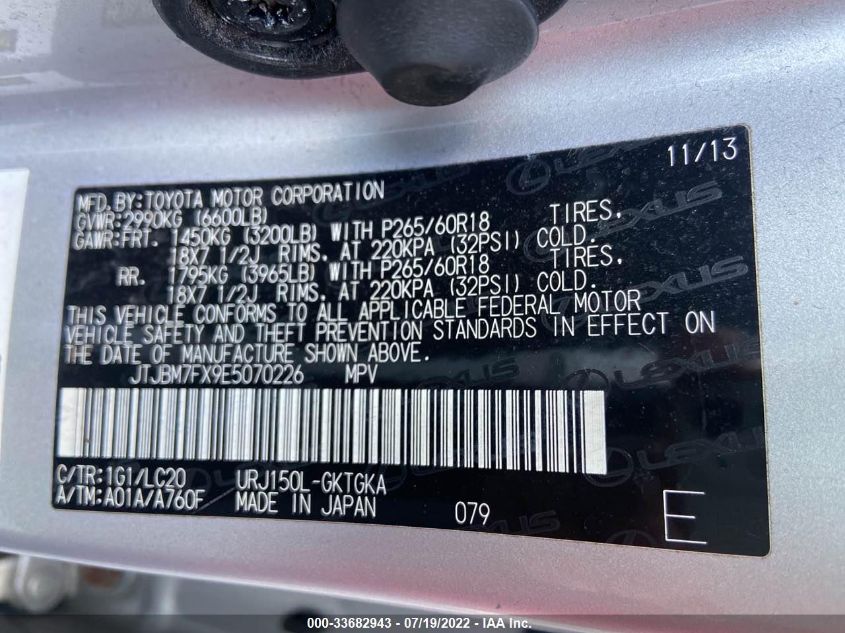 11/13
MFD. BY: TOYOTA MOTOR CORPORATION
GVWR: 2990KG (6600LB)
GAWR: FRT. 1450KG (3200LB) WITH P265/60R18 TIRES,
18X7 1/2J RIMS, AT 220KPA (32PSI) COLD.
RR. 1795KG (3965LB) WITH P265/60R18 TIRES,
18X7 1/2J RIMS, AT 220KPA (32PSI) COLD.
THIS VEHICLE CONFORMS TO ALL APPLICABLE FEDERAL MOTOR
VEHICLE SAFETY AND THEFT PREVENTION STANDARDS IN EFFECT ON
THE DATE OF MANUFACTURE SHOWN ABOVE.
JTJBM7FX9E5070226 MPV
C/TR: 1G1/LC20 URJ150L-GKTGKA
A/TM: A01A/A760F MADE IN JAPAN 079 E
LEXUS
LEXUS
LEXUS
LEXUS
000-33682943 - 07/19/2022 - IAA Inc.